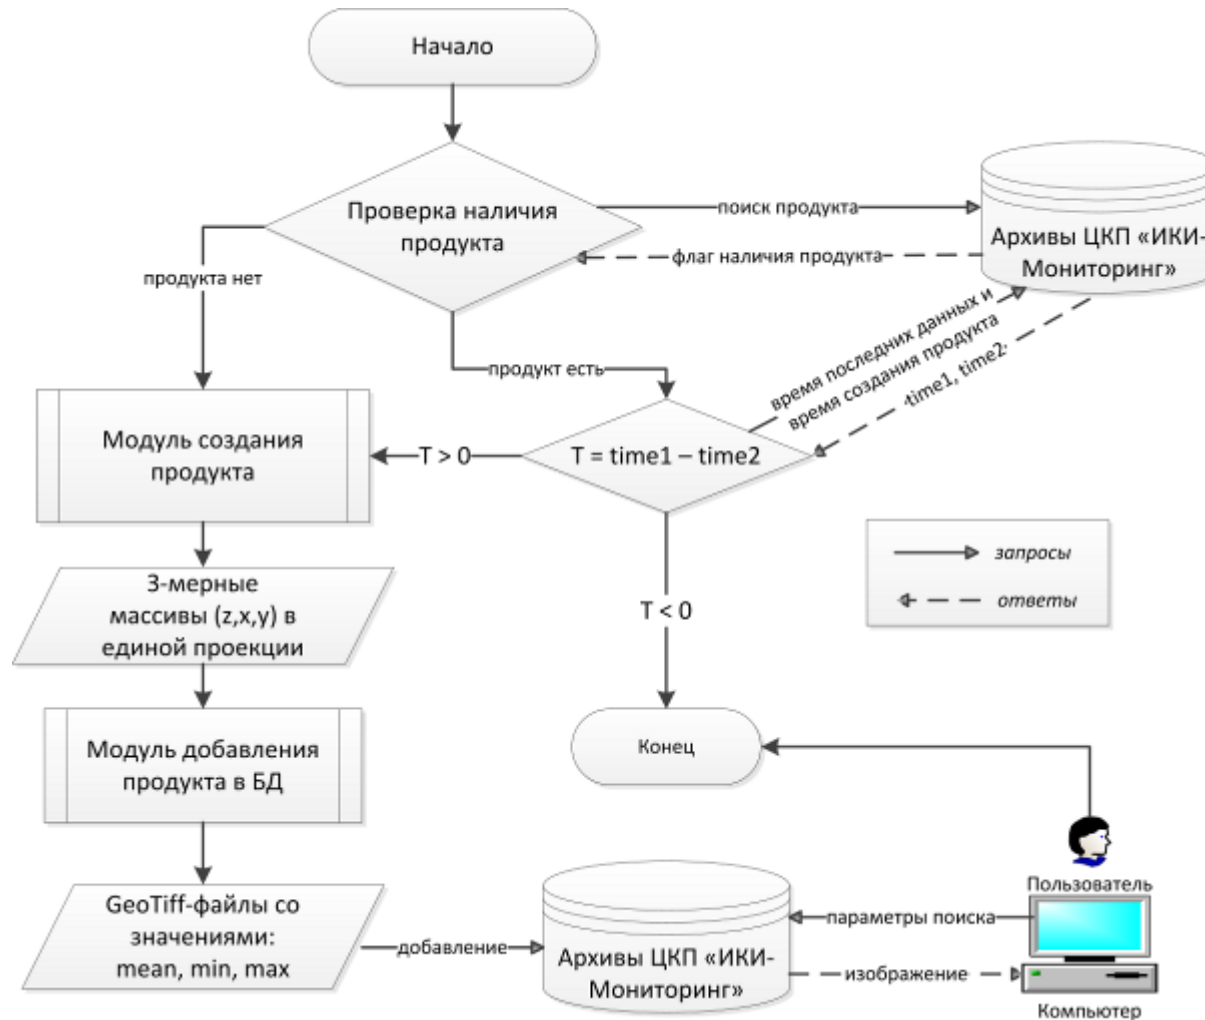 Начало
Проверка наличия
продукта
поиск продукта
флаг наличия продукта
Архивы ЦКП «ИКИ-
Мониторинг»
продукта нет
продукт есть
время последних данных и
время создания продукта
time1, time2
Модуль создания
продукта
T > 0
T = time1 – time2
запросы
ответы
3-мерные
массивы (z,x,y) в
единой проекции
T < 0
Модуль добавления
продукта в БД
Конец
GeoTiff-файлы со
значениями:
mean, min, max
добавление
Архивы ЦКП «ИКИ-
Мониторинг»
Пользователь
параметры поиска
изображение
Компьютер